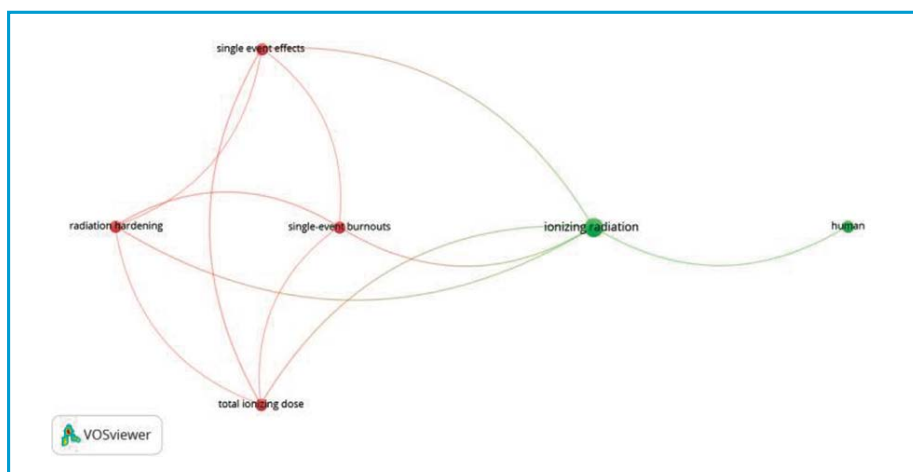 single event effects
radiation hardening
single-event burnouts
ionizing radiation
human
total ionizing dose
VOSviewer